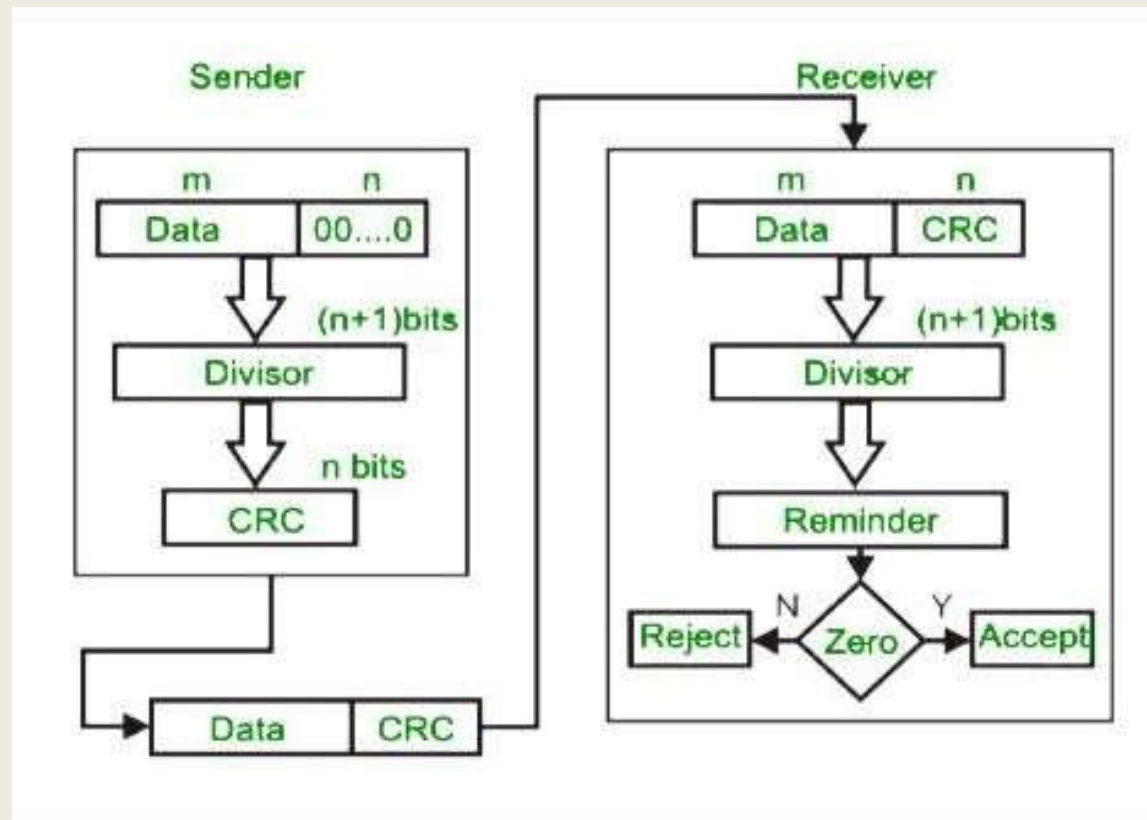 Sender
m n
Data 00....0
(n+1)bits
Divisor
n bits
CRC
Data CRC
Receiver
m n
Data CRC
(n+1)bits
Divisor
Reminder
N Y
Reject Zero Accept